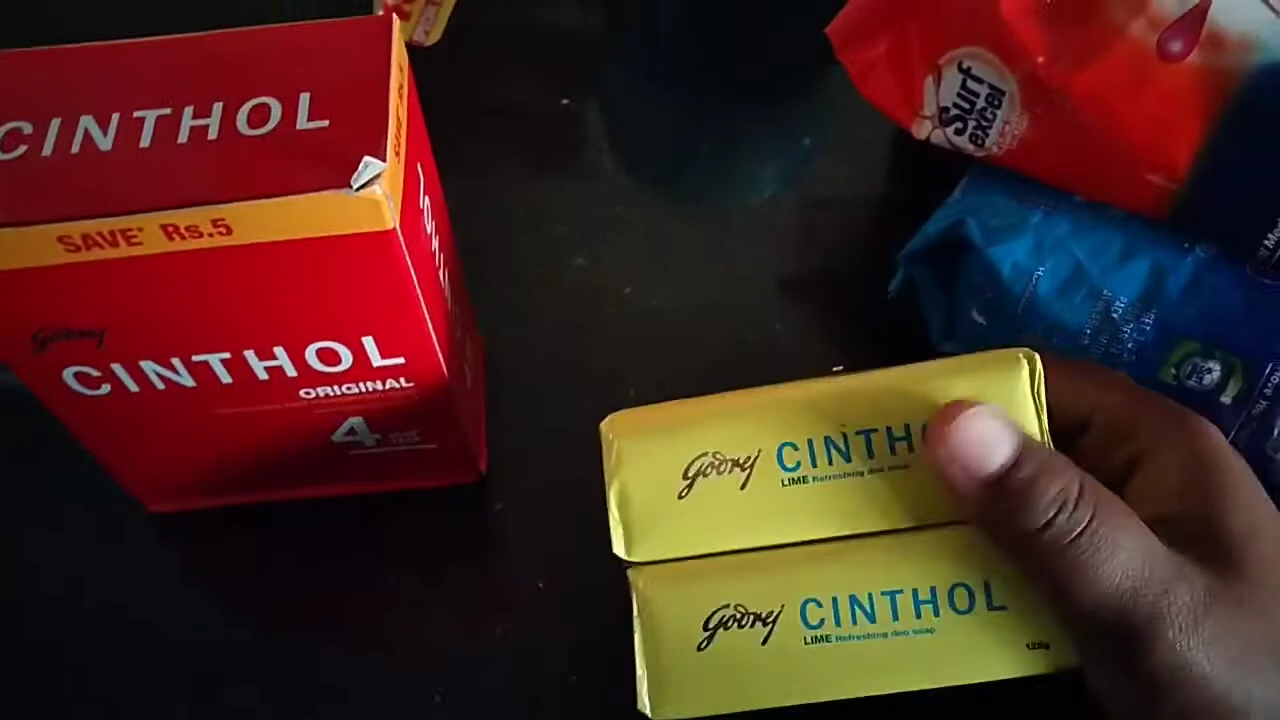 CINTHOL
SAVE* Rs.5
Godrej
CINTHOL
ORIGINAL
4
CINTHOL
Surf
excel
Godrej CINTH
LIME Refreshing deo soap
Godrej CINTHOL
LIME Refreshing deo soap